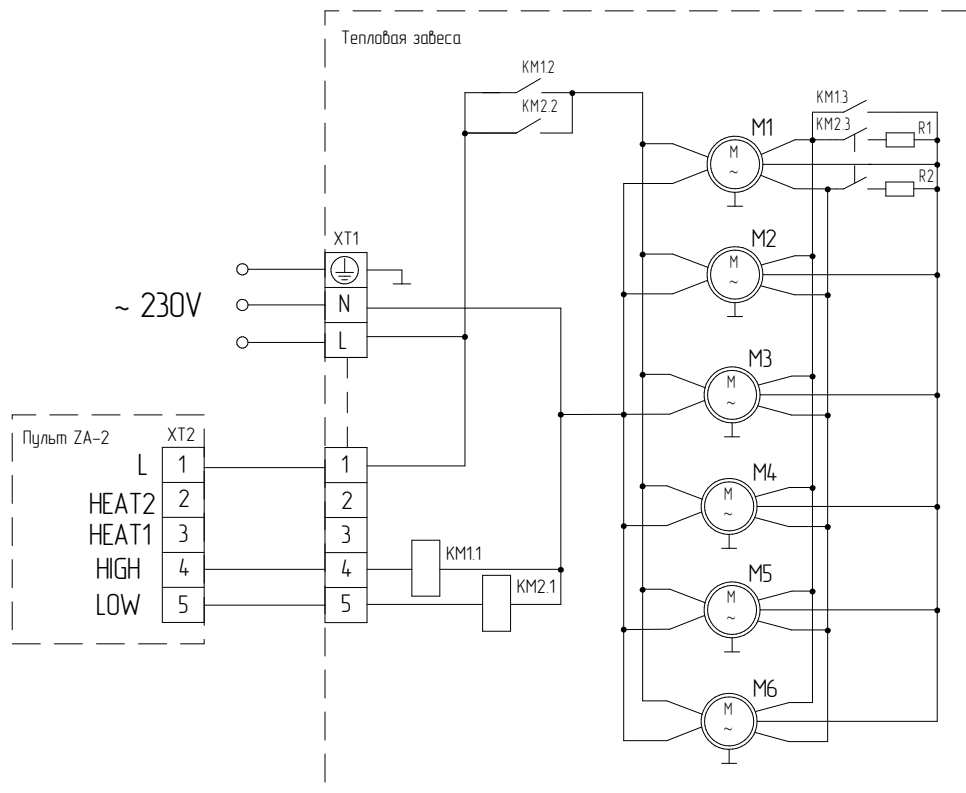 Тепловая завеса
KM1.2
KM2.2
KM1.3
KM2.3
R1
R2
M1
M
~
XT1
N
L
~ 230V
M2
M
~
M3
M
~
Пульт ZA-2
XT2
L 1 1
HEAT2 2 2
HEAT1 3 3
HIGH 4 4
LOW 5 5
KM1.1
KM2.1
M4
M
~
M5
M
~
M6
M
~